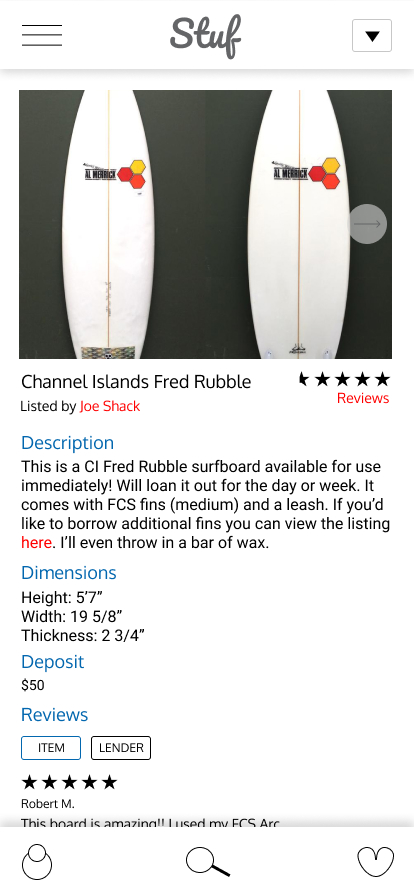 Stuf
AL MERRICK
AL MERRICK
Channel Islands Fred Rubble
Listed by Joe Shack
Reviews
Description
This is a CI Fred Rubble surfboard available for use
immediately! Will loan it out for the day or week. It
comes with FCS fins (medium) and a leash. If you’d
like to borrow additional fins you can view the listing
here. I’ll even throw in a bar of wax.
Dimensions
Height: 5’7”
Width: 19 5/8”
Thickness: 2 3/4”
Deposit
$50
Reviews
ITEM
LENDER
Robert M.
This board is amazing!! I used my FCS Arc